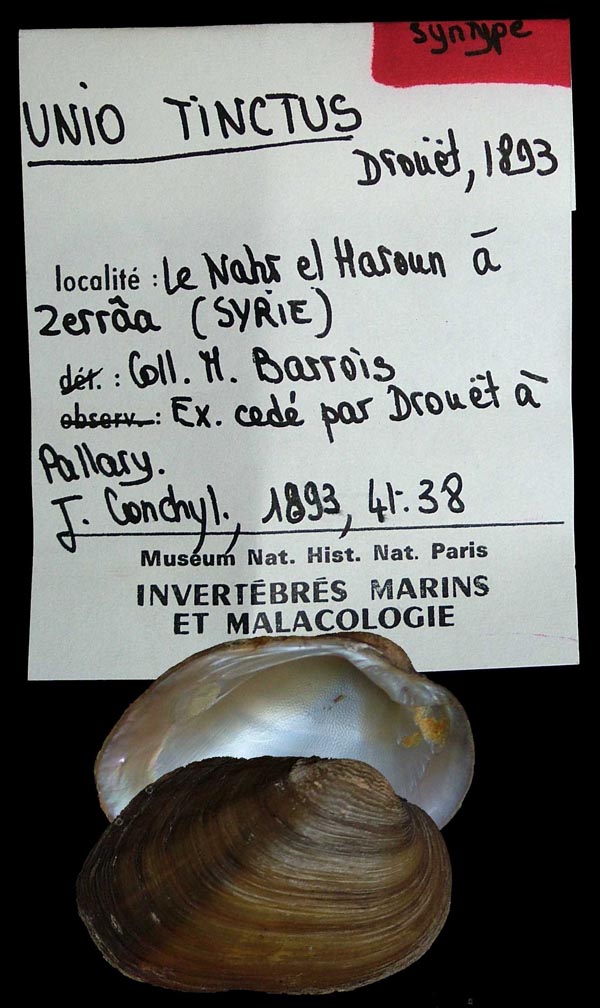 syntype
UNIO TINCTUS
Drouët, 1893
localité : Le Nahr el Haroun à
Zerrâa (SYRIE)
dét. : Coll. M. Barrois
observ. : Ex. cedé par Drouët à
Pallary.
J. Conchyl., 1893, 41: 38
Muséum Nat. Hist. Nat. Paris
INVERTÉBRÉS MARINS
ET MALACOLOGIE